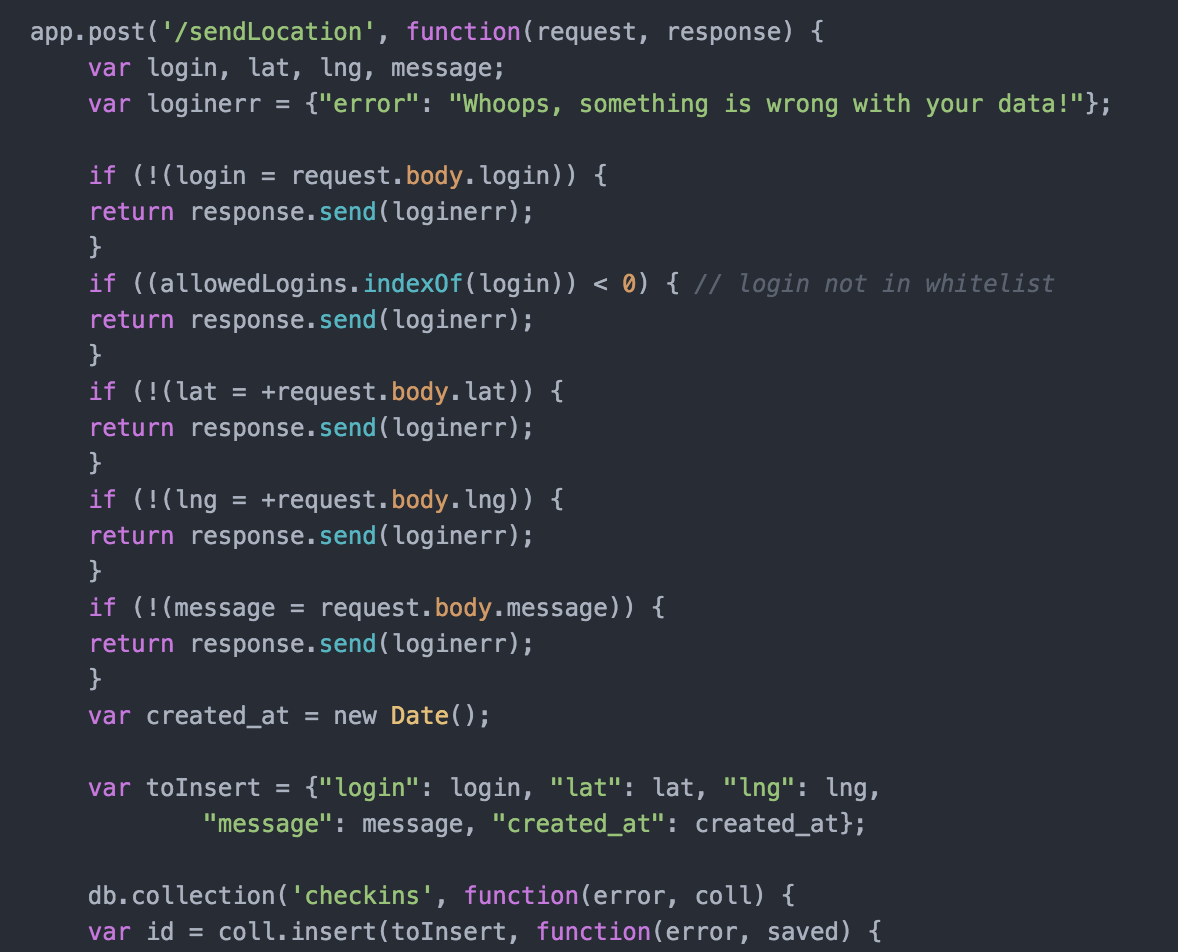 app.post('/sendLocation', function(request, response) {
    var login, lat, lng, message;
    var loginerr = {"error": "Whoops, something is wrong with your data!"};

    if (!(login = request.body.login)) {
    return response.send(loginerr);
    }
    if ((allowedLogins.indexOf(login)) < 0) { // login not in whitelist
    return response.send(loginerr);
    }
    if (!(lat = +request.body.lat)) {
    return response.send(loginerr);
    }
    if (!(lng = +request.body.lng)) {
    return response.send(loginerr);
    }
    if (!(message = request.body.message)) {
    return response.send(loginerr);
    }
    var created_at = new Date();

    var toInsert = {"login": login, "lat": lat, "lng": lng,
            "message": message, "created_at": created_at};

    db.collection('checkins', function(error, coll) {
    var id = coll.insert(toInsert, function(error, saved) {